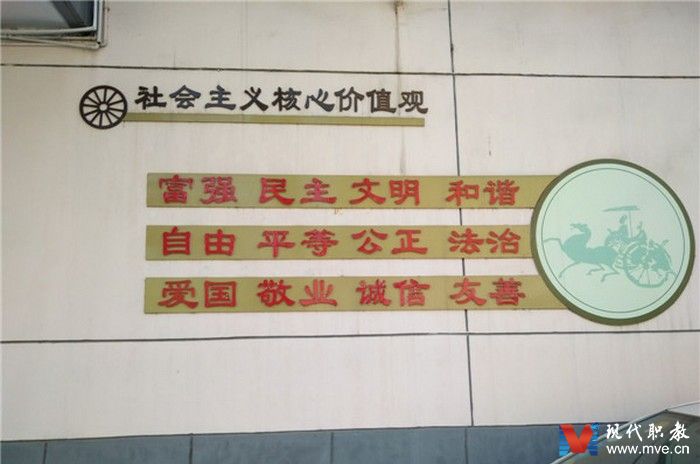 社会主义核心价值观
富强 民主 文明 和谐
自由 平等 公正 法治
爱国 敬业 诚信 友善
现代职教
www.mve.cn